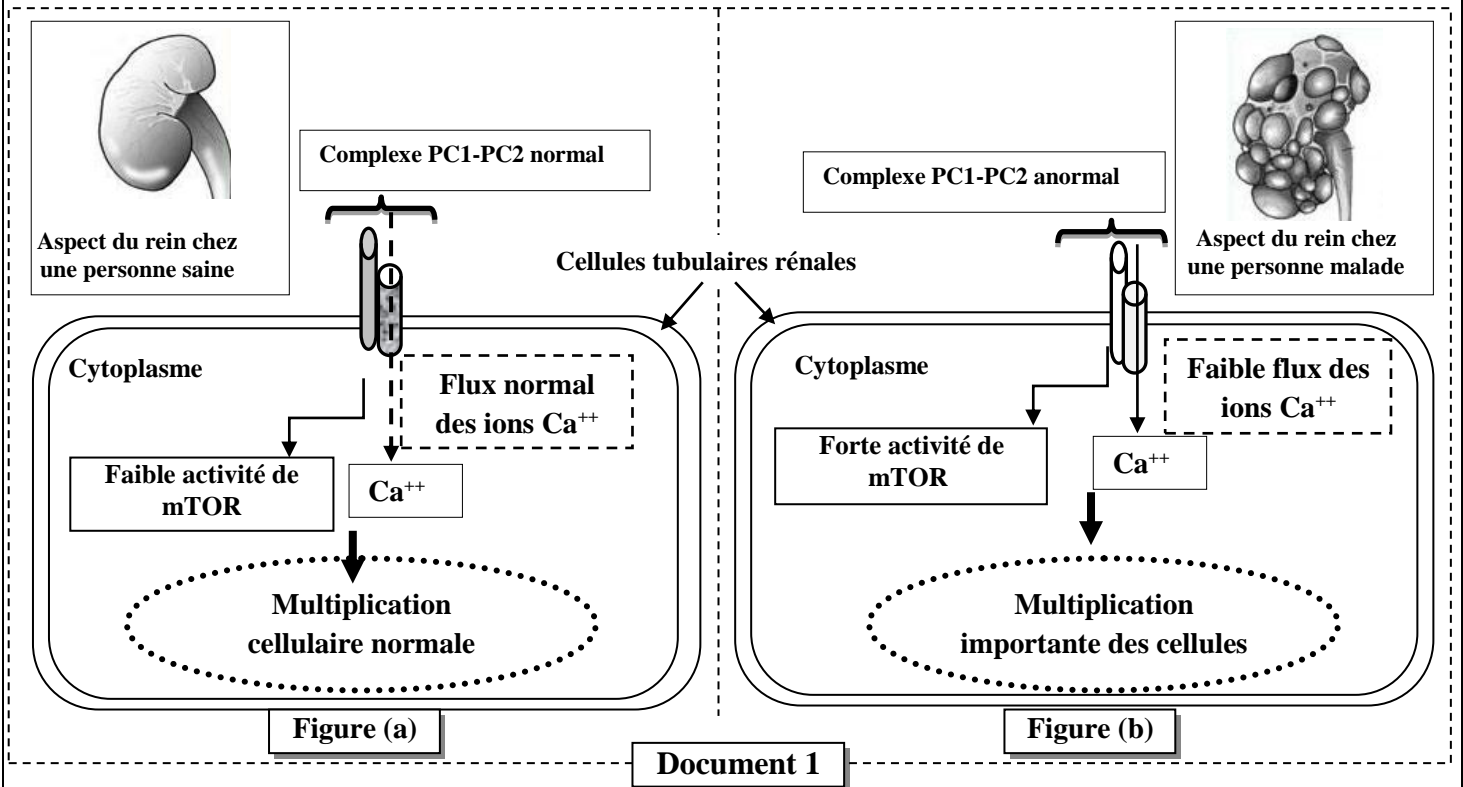 Complexe PC1-PC2 normal
Aspect du rein chez
une personne saine
Cytoplasme
Flux normal
des ions Ca⁺⁺
Faible activité de
mTOR
Ca⁺⁺
Multiplication
cellulaire normale
Figure (a)
Cellules tubulaires rénales
Complexe PC1-PC2 anormal
Aspect du rein chez
une personne malade
Cytoplasme
Faible flux des
ions Ca⁺⁺
Forte activité de
mTOR
Ca⁺⁺
Multiplication
importante des cellules
Figure (b)
Document 1